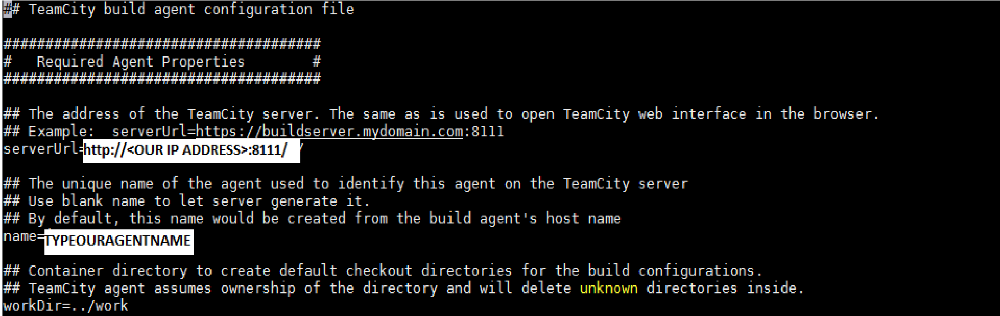 ## TeamCity build agent configuration file
######################################
#   Required Agent Properties        #
######################################
## The address of the TeamCity server. The same as is used to open TeamCity web interface in the browser.
## Example:  serverUrl=https://buildserver.mydomain.com:8111
serverUrl=http://<OUR IP ADDRESS>:8111/ /
## The unique name of the agent used to identify this agent on the TeamCity server
## Use blank name to let server generate it.
## By default, this name would be created from the build agent's host name
name=TYPEOURAGENTNAME
## Container directory to create default checkout directories for the build configurations.
## TeamCity agent assumes ownership of the directory and will delete unknown directories inside.
workDir=../work